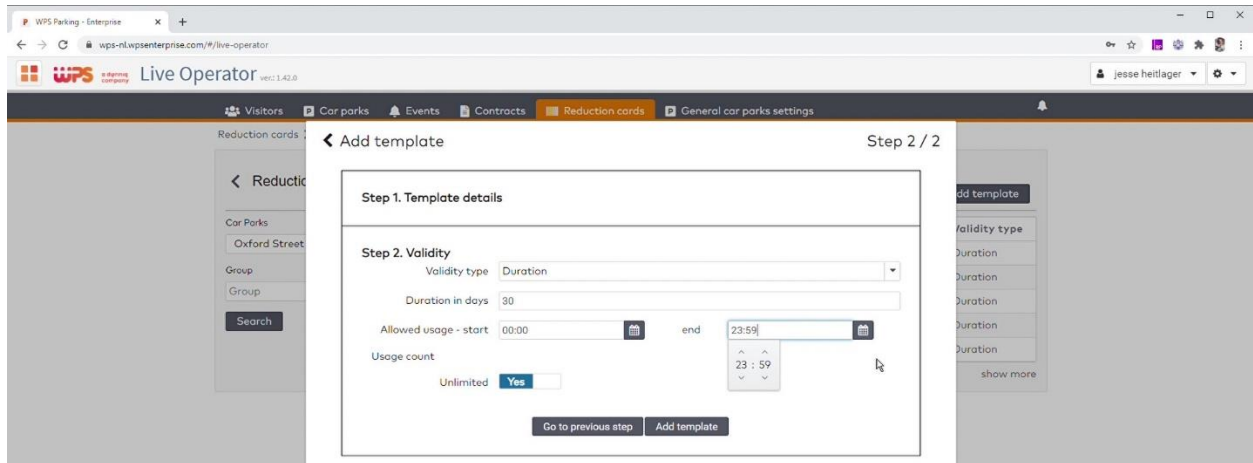 WPS Parking - Enterprise
wps-nl.wpsenterprise.com/#/live-operator
WPS a dormq company Live Operator ver.: 1.42.0 jesse heitlager
Visitors Car parks Events Contracts Reduction cards General car parks settings
Reduction cards
Add template Step 2 / 2
Reductio
Step 1. Template details
dd template
Car Parks
Validity type
Oxford Street
Step 2. Validity
Duration
Validity type Duration
Group
Duration
Group
Duration in days 30
Duration
Search
Allowed usage - start 00:00 end 23:59
Duration
Usage count
23 : 59
Duration
Unlimited Yes
show more
Go to previous step Add template